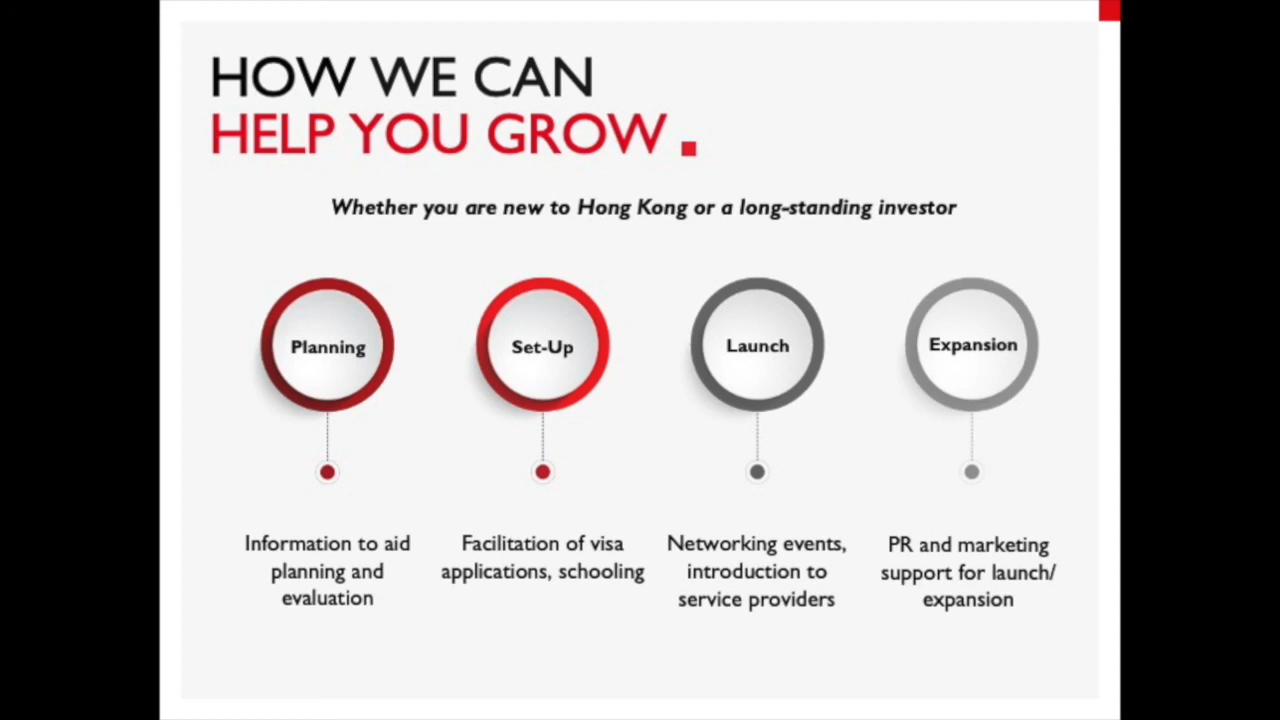 HOW WE CAN
HELP YOU GROW.
Whether you are new to Hong Kong or a long-standing investor
Planning
Set-Up
Launch
Expansion
Information to aid
planning and
evaluation
Facilitation of visa
applications, schooling
Networking events,
introduction to
service providers
PR and marketing
support for launch/
expansion